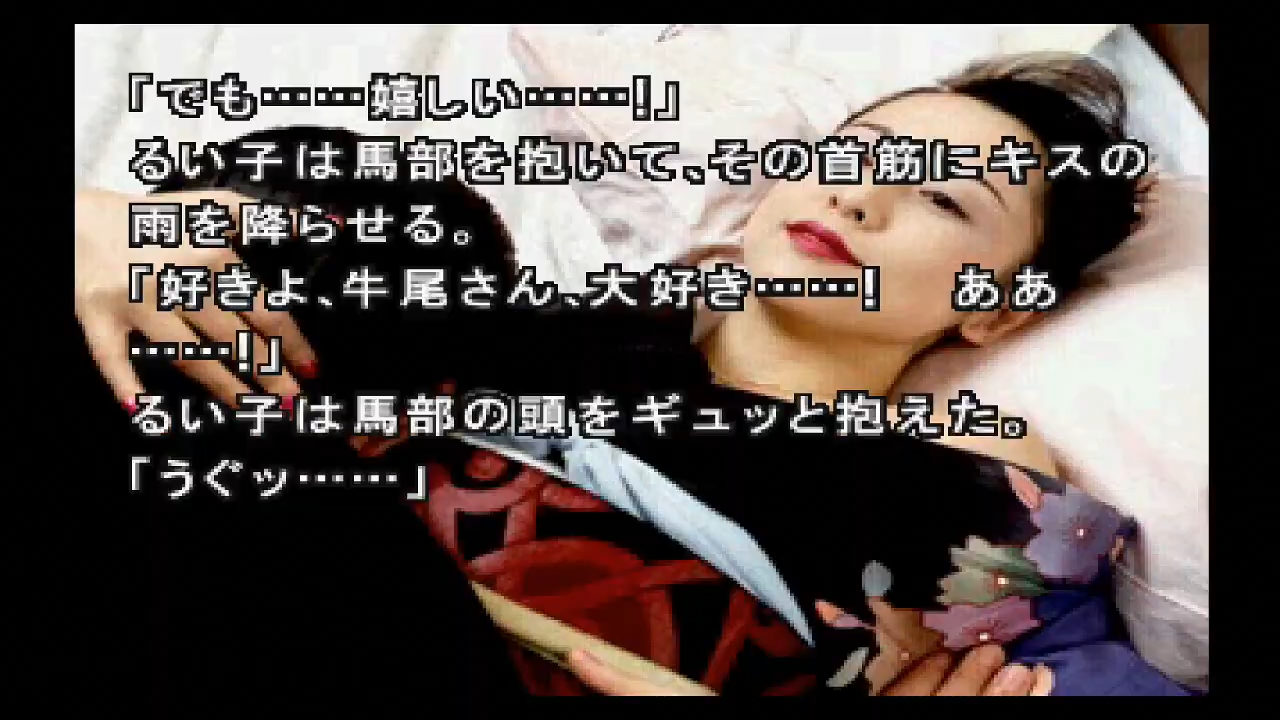 『でも……嬉しい……!』
るい子は馬部を抱いて、その首筋にキスの
雨を降らせる。
『好きよ、牛尾さん、大好き……!　ああ
……!』
るい子は馬部の頭をギュッと抱えた。
『うぐッ……』